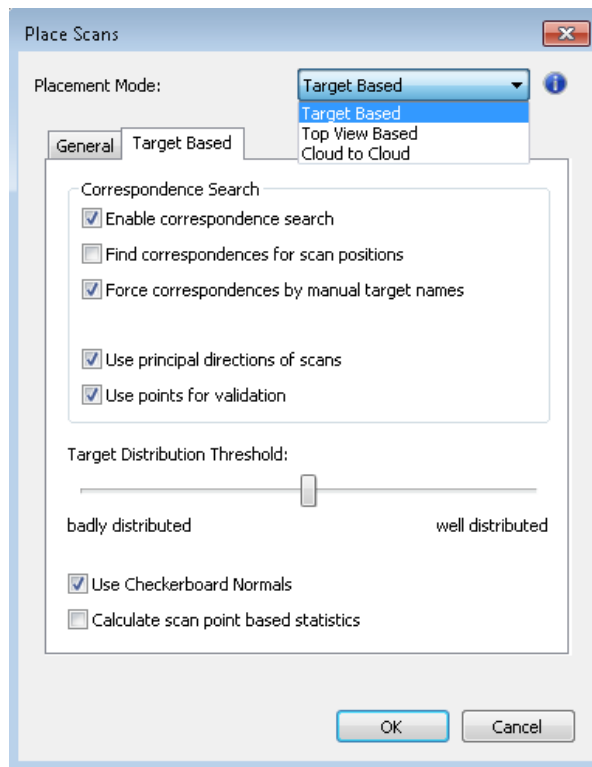 Place Scans
Placement Mode:
Target Based
Target Based
Top View Based
Cloud to Cloud
General
Target Based
Correspondence Search
Enable correspondence search
Find correspondences for scan positions
Force correspondences by manual target names
Use principal directions of scans
Use points for validation
Target Distribution Threshold:
badly distributed
well distributed
Use Checkerboard Normals
Calculate scan point based statistics
OK
Cancel